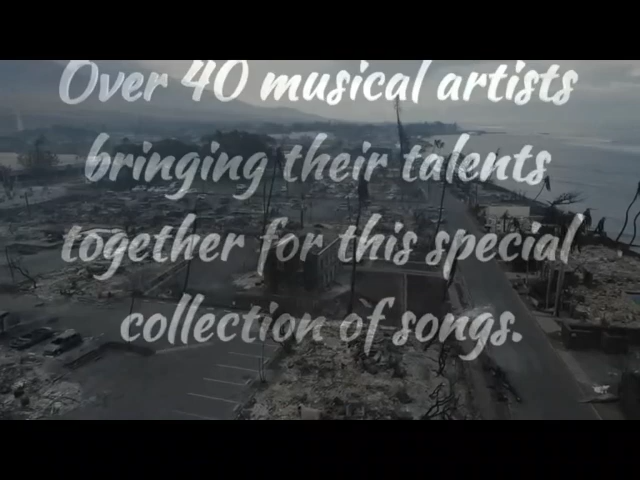 Over 40 musical artists
bringing their talents
together for this special
collection of songs.